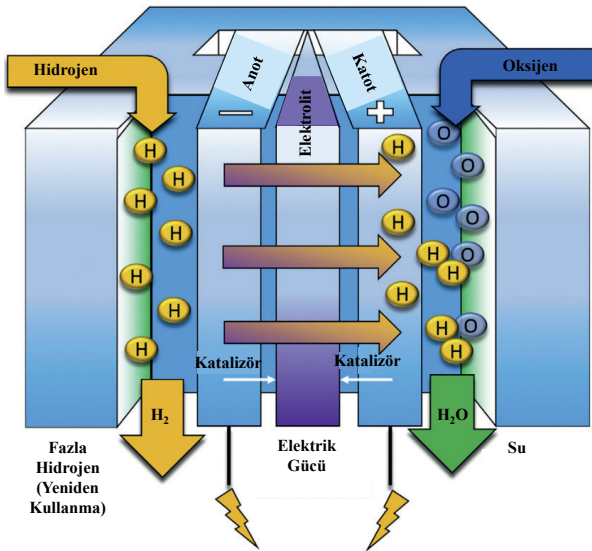 Hidrojen
Anot
Elektrolit
Katot
Oksijen
−
+
H
H
H
H
H
H
H
H
H
H
H
H
H
H
O
O
O
O
O
O
Katalizör
Katalizör
H₂
H₂O
Fazla
Hidrojen
(Yeniden
Kullanma)
Elektrik
Gücü
Su